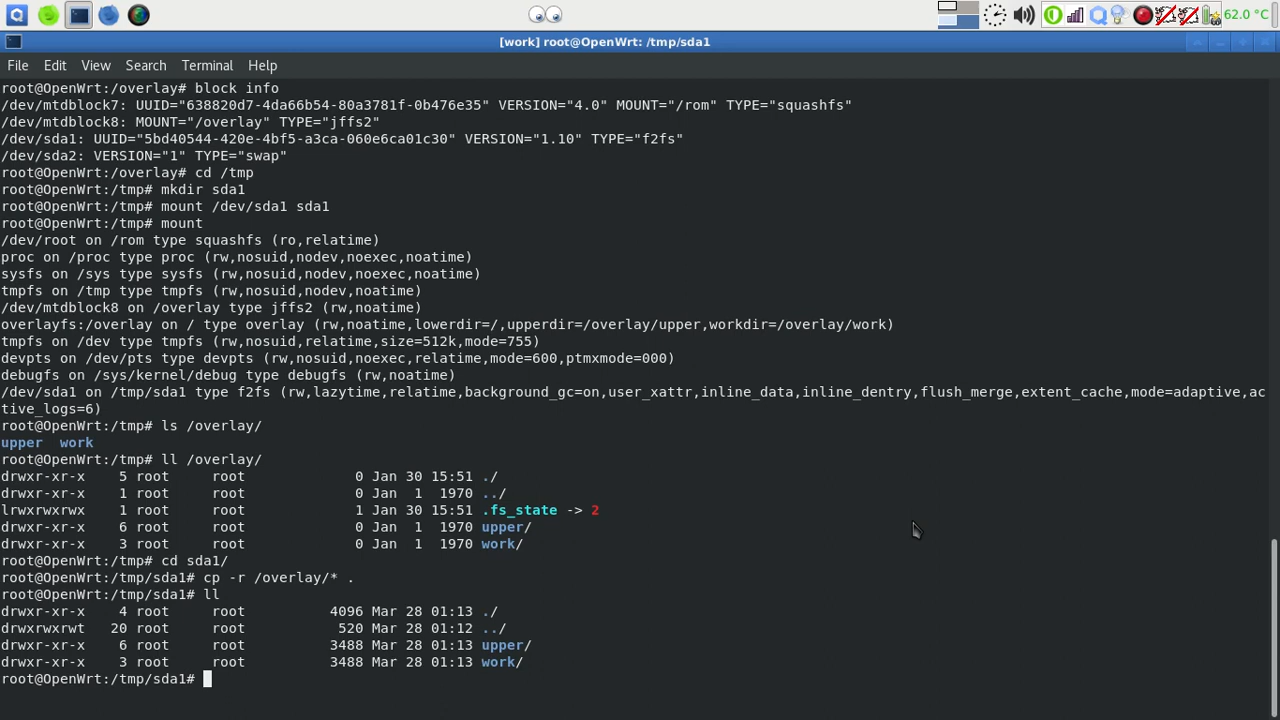 62.0 °C
[work] root@OpenWrt: /tmp/sda1
File Edit View Search Terminal Help
root@OpenWrt:/overlay# block info
/dev/mtdblock7: UUID="638820d7-4da66b54-80a3781f-0b476e35" VERSION="4.0" MOUNT="/rom" TYPE="squashfs"
/dev/mtdblock8: MOUNT="/overlay" TYPE="jffs2"
/dev/sda1: UUID="5bd40544-420e-4bf5-a3ca-060e6ca01c30" VERSION="1.10" TYPE="f2fs"
/dev/sda2: VERSION="1" TYPE="swap"
root@OpenWrt:/overlay# cd /tmp
root@OpenWrt:/tmp# mkdir sda1
root@OpenWrt:/tmp# mount /dev/sda1 sda1
root@OpenWrt:/tmp# mount
/dev/root on /rom type squashfs (ro,relatime)
proc on /proc type proc (rw,nosuid,nodev,noexec,noatime)
sysfs on /sys type sysfs (rw,nosuid,nodev,noexec,noatime)
tmpfs on /tmp type tmpfs (rw,nosuid,nodev,noatime)
/dev/mtdblock8 on /overlay type jffs2 (rw,noatime)
overlayfs:/overlay on / type overlay (rw,noatime,lowerdir=/,upperdir=/overlay/upper,workdir=/overlay/work)
tmpfs on /dev type tmpfs (rw,nosuid,relatime,size=512k,mode=755)
devpts on /dev/pts type devpts (rw,nosuid,noexec,relatime,mode=600,ptmxmode=000)
debugfs on /sys/kernel/debug type debugfs (rw,noatime)
/dev/sda1 on /tmp/sda1 type f2fs (rw,lazytime,relatime,background_gc=on,user_xattr,inline_data,inline_dentry,flush_merge,extent_cache,mode=adaptive,ac
tive_logs=6)
root@OpenWrt:/tmp# ls /overlay/
upper  work
root@OpenWrt:/tmp# ll /overlay/
drwxr-xr-x    5 root     root             0 Jan 30 15:51 ./
drwxr-xr-x    1 root     root             0 Jan  1  1970 ../
lrwxrwxrwx    1 root     root             1 Jan 30 15:51 .fs_state -> 2
drwxr-xr-x    6 root     root             0 Jan  1  1970 upper/
drwxr-xr-x    3 root     root             0 Jan  1  1970 work/
root@OpenWrt:/tmp# cd sda1/
root@OpenWrt:/tmp/sda1# cp -r /overlay/* .
root@OpenWrt:/tmp/sda1# ll
drwxr-xr-x    4 root     root          4096 Mar 28 01:13 ./
drwxrwxrwt   20 root     root           520 Mar 28 01:12 ../
drwxr-xr-x    6 root     root          3488 Mar 28 01:13 upper/
drwxr-xr-x    3 root     root          3488 Mar 28 01:13 work/
root@OpenWrt:/tmp/sda1#